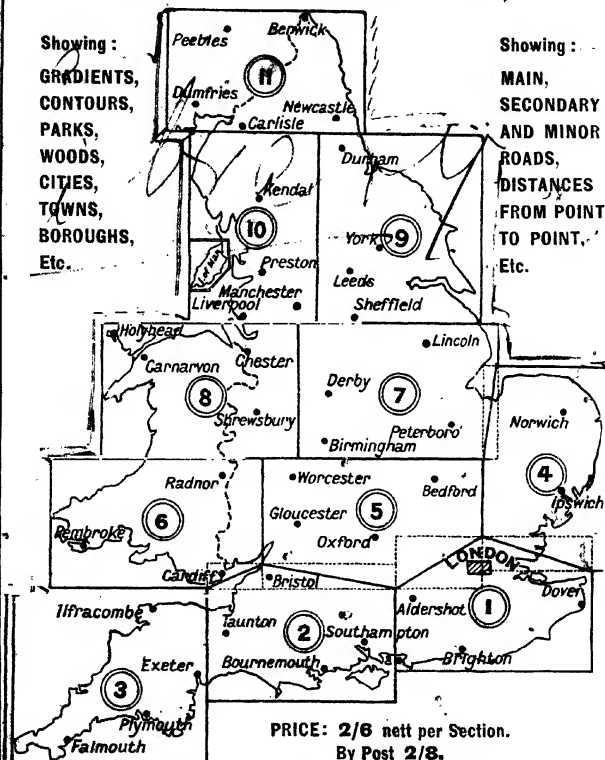 Showing :
GRADIENTS,
CONTOURS,
PARKS,
WOODS,
CITIES,
TOWNS,
BOROUGHS,
Etc.
Showing :
MAIN,
SECONDARY
AND MINOR
ROADS,
DISTANCES
FROM POINT
TO POINT,
Etc.
Berwick
Peebles
11
Dumfries
Newcastle
Carlisle
Durham
Kendal
10
9
York
I. of Man
Preston
Leeds
Manchester
Liverpool
Sheffield
Holyhead
Lincoln
Carnarvon
Chester
8
Derby
7
Shrewsbury
Peterboro'
Norwich
Birmingham
4
Radnor
Worcester
Bedford
Ipswich
6
Gloucester
5
Pembroke
Oxford
LONDON
Cardiff
Bristol
Dover
Ilfracombe
Aldershot
1
Taunton
2
Southampton
Exeter
Bournemouth
Brighton
3
Plymouth
Falmouth
PRICE: 2/6 nett per Section.
By Post 2/8.